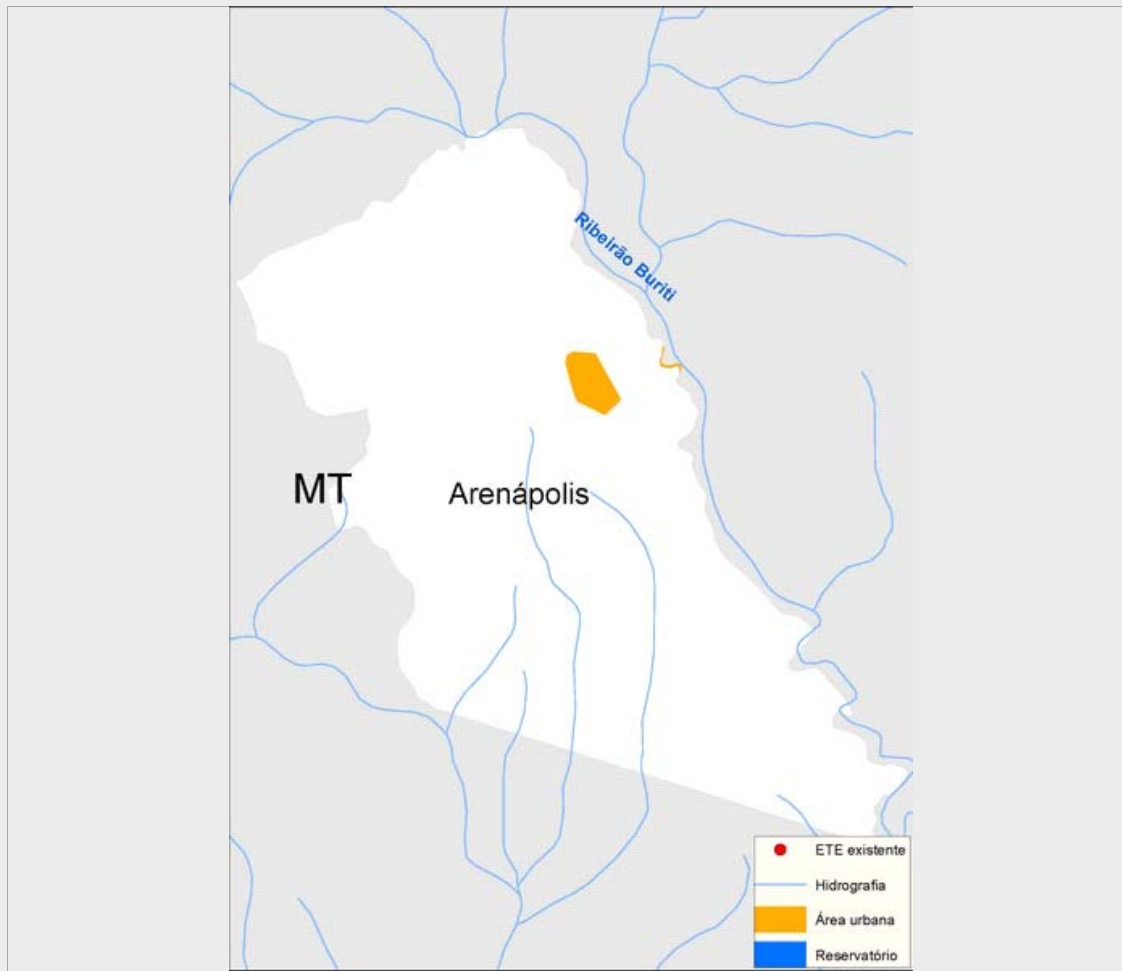 Ribeirão Buriti
MT
Arenápolis
ETE existente
Hidrografia
Área urbana
Reservatório